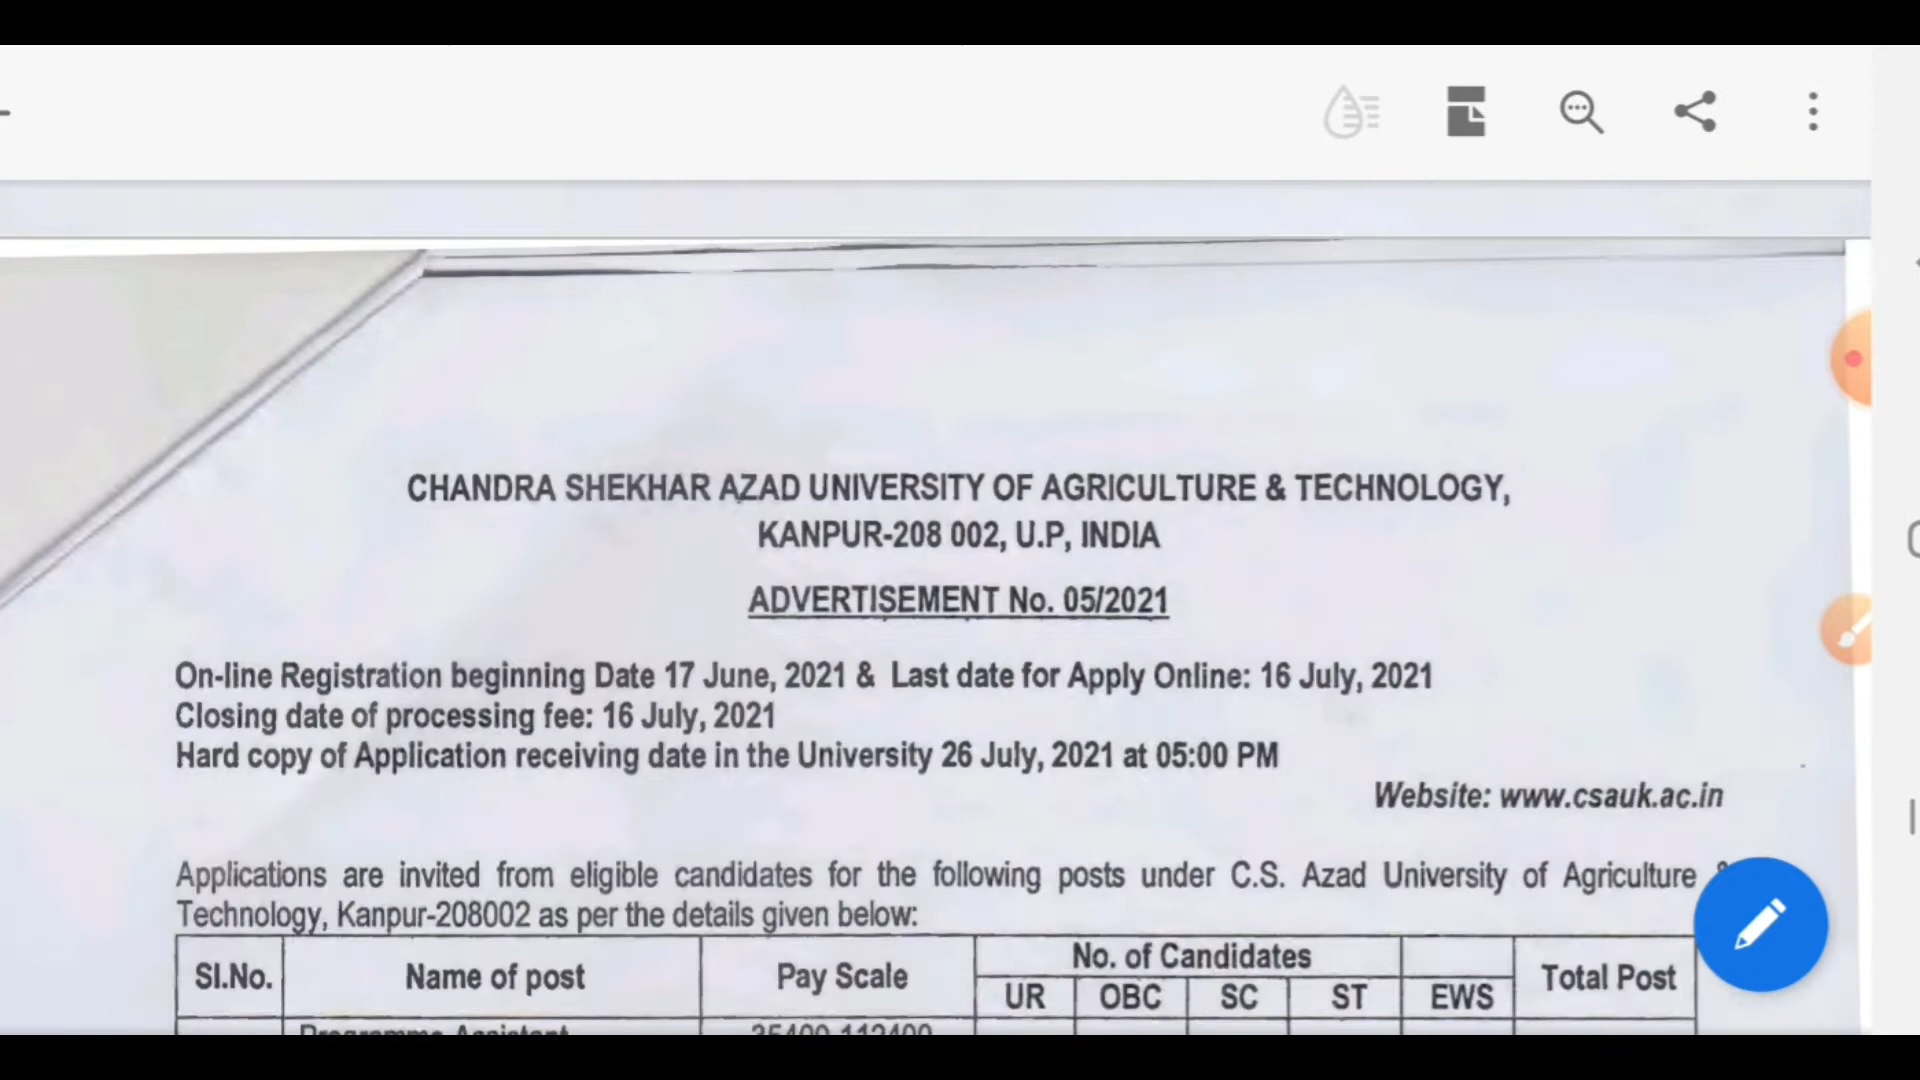 CHANDRA SHEKHAR AZAD UNIVERSITY OF AGRICULTURE & TECHNOLOGY,
KANPUR-208 002, U.P, INDIA
ADVERTISEMENT No. 05/2021
On-line Registration beginning Date 17 June, 2021 & Last date for Apply Online: 16 July, 2021
Closing date of processing fee: 16 July, 2021
Hard copy of Application receiving date in the University 26 July, 2021 at 05:00 PM
Website: www.csauk.ac.in
Applications are invited from eligible candidates for the following posts under C.S. Azad University of Agriculture &
Technology, Kanpur-208002 as per the details given below:
Sl.No. Name of post Pay Scale No. of Candidates Total Post
UR OBC SC ST EWS
Programme Assistant 35400-112400